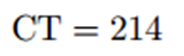 CT = 214